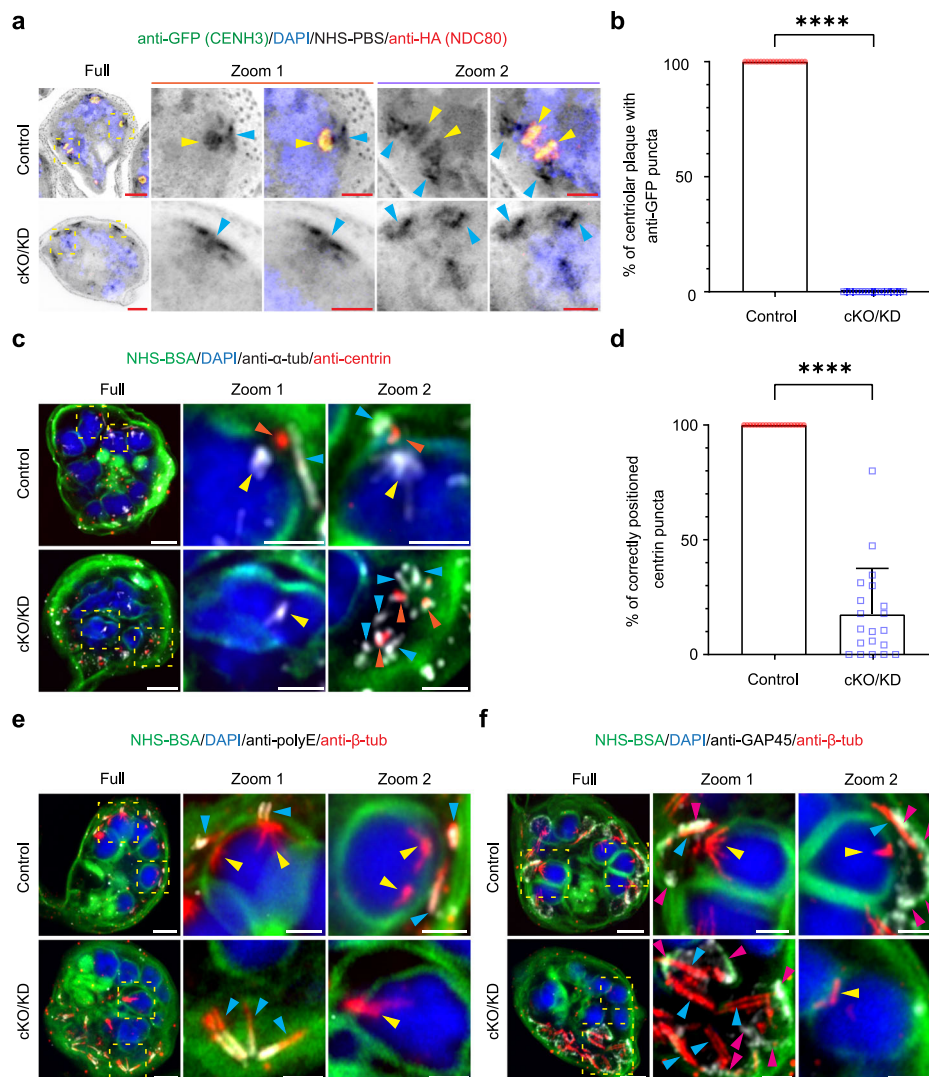 a
anti-GFP (CENH3)/DAPI/NHS-PBS/anti-HA (NDC80)
Full
Zoom 1
Zoom 2
Control
cKO/KD
b
% of centriolar plaque with
anti-GFP puncta
****
100
50
0
Control
cKO/KD
c
NHS-BSA/DAPI/anti-α-tub/anti-centrin
Full
Zoom 1
Zoom 2
Control
cKO/KD
d
% of correctly positioned
centrin puncta
****
100
50
0
Control
cKO/KD
e
NHS-BSA/DAPI/anti-polyE/anti-β-tub
Full
Zoom 1
Zoom 2
Control
cKO/KD
f
NHS-BSA/DAPI/anti-GAP45/anti-β-tub
Full
Zoom 1
Zoom 2
Control
cKO/KD